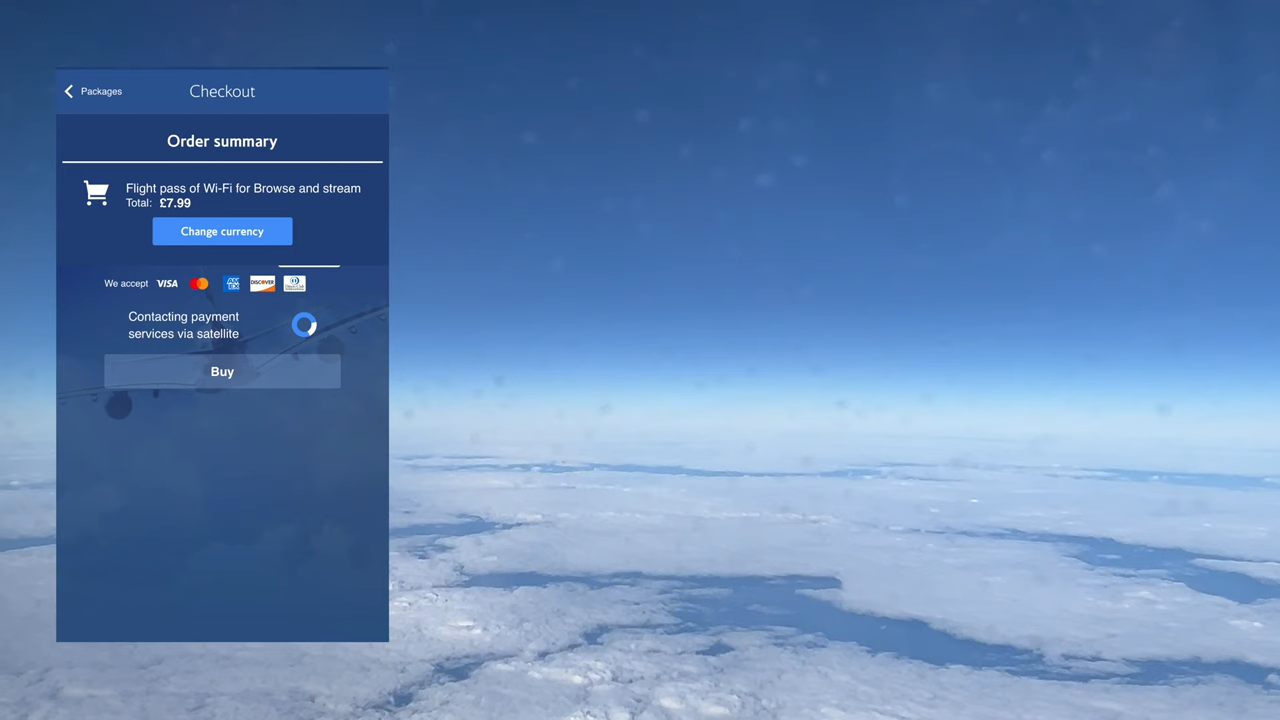 Packages
Checkout
Order summary
Flight pass of Wi-Fi for Browse and stream
Total: £7.99
Change currency
We accept VISA DISCOVER
Contacting payment
services via satellite
Buy